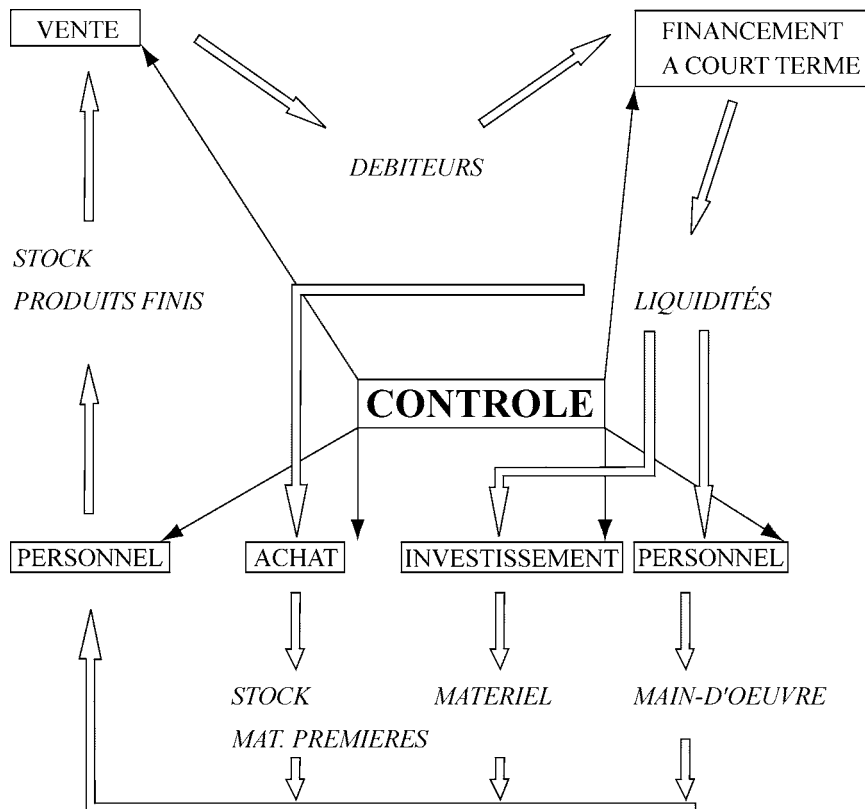 VENTE
FINANCEMENT
A COURT TERME
DEBITEURS
STOCK
PRODUITS FINIS
LIQUIDITÉS
CONTROLE
PERSONNEL
ACHAT
INVESTISSEMENT
PERSONNEL
STOCK
MAT. PREMIERES
MATERIEL
MAIN-D'OEUVRE